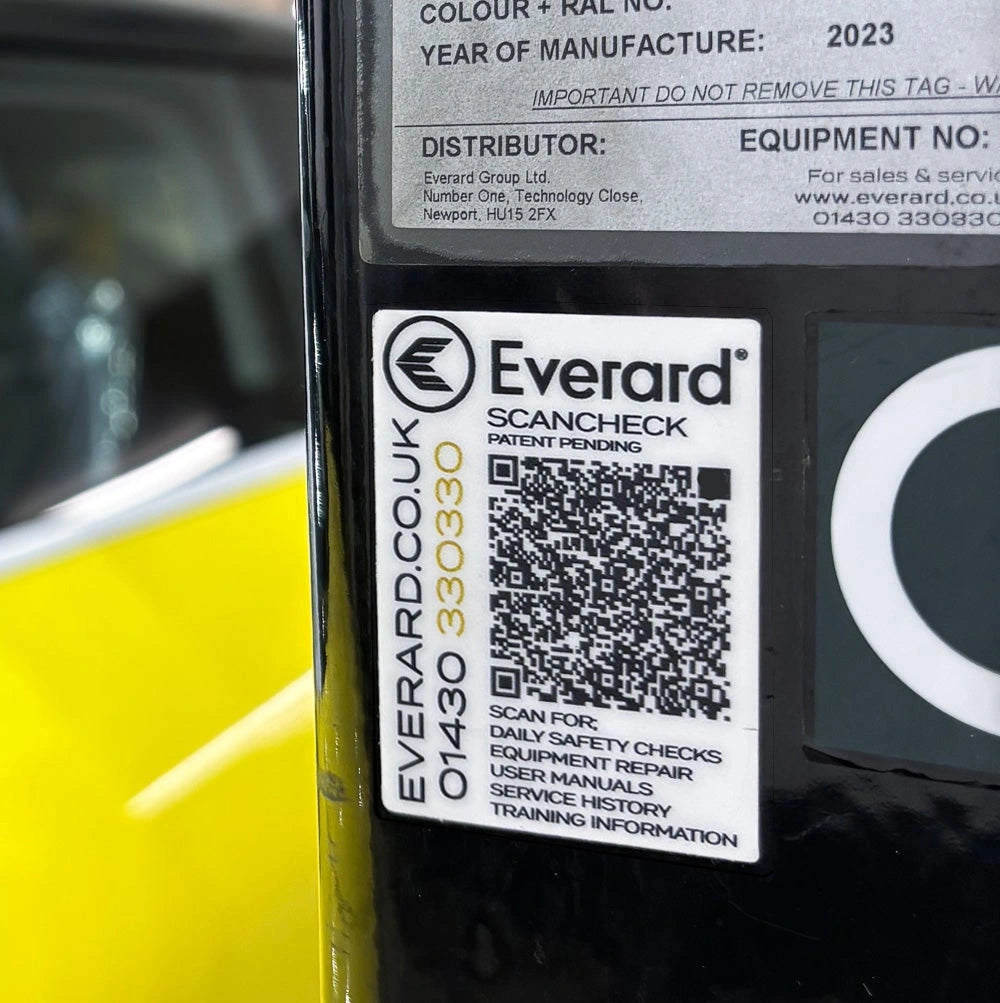 COLOUR + RAL NO:
YEAR OF MANUFACTURE: 2023
IMPORTANT DO NOT REMOVE THIS TAG -
DISTRIBUTOR:
Everard Group Ltd.
Number One, Technology Close,
Newport, HU15 2FX
EQUIPMENT NO:
For sales &
www.everard.co.u
01430 330330
Everard®
SCANCHECK
PATENT PENDING
EVERARD.CO.UK
01430 330330
SCAN FOR;
DAILY SAFETY CHECKS
EQUIPMENT REPAIR
USER MANUALS
SERVICE HISTORY
TRAINING INFORMATION